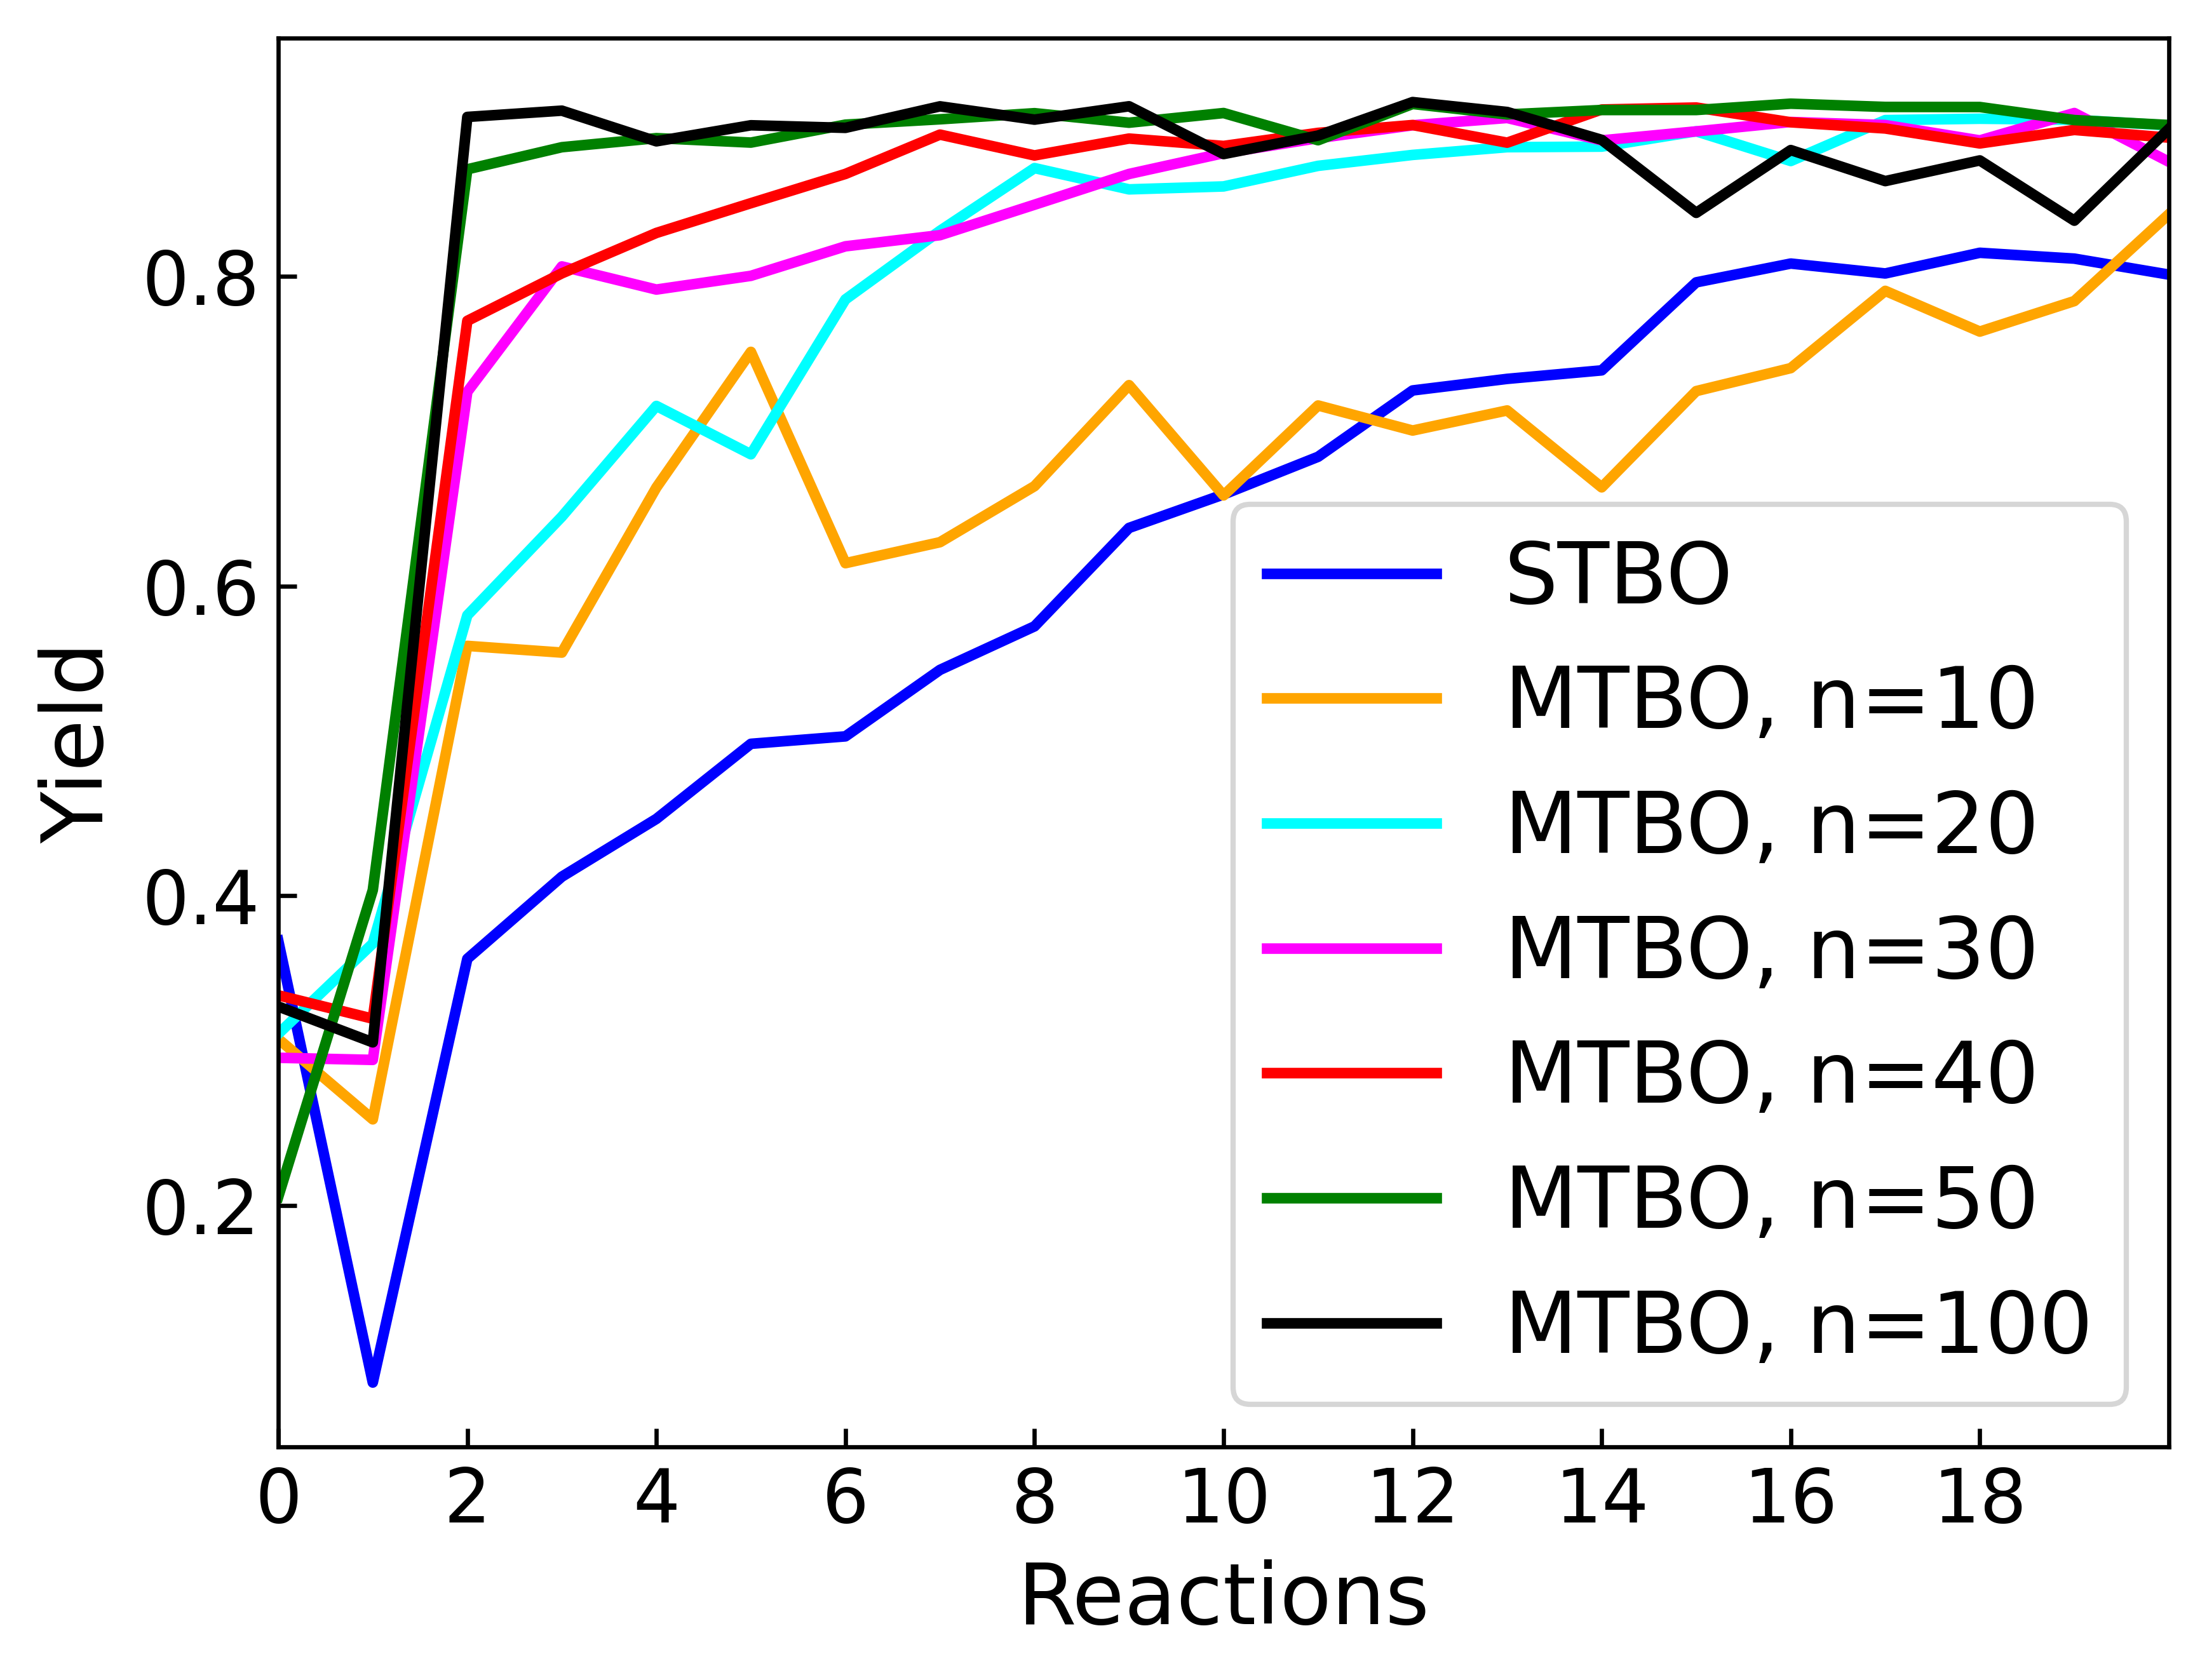 0.8
0.6
0.4
0.2
Yield
STBO
MTBO, n=10
MTBO, n=20
MTBO, n=30
MTBO, n=40
MTBO, n=50
MTBO, n=100
0 2 4 6 8 10 12 14 16 18
Reactions